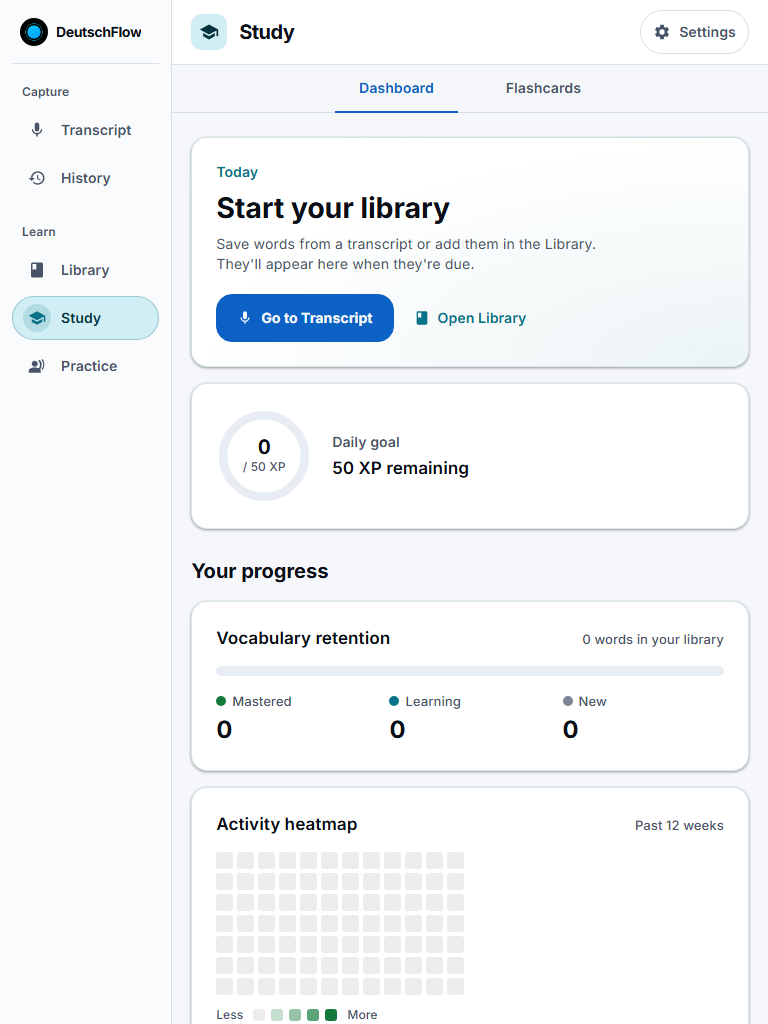 DeutschFlow
Capture
Transcript
History
Learn
Library
Study
Practice
Study
Settings
Dashboard
Flashcards
Today
Start your library
Save words from a transcript or add them in the Library.
They'll appear here when they're due.
Go to Transcript
Open Library
0
/ 50 XP
Daily goal
50 XP remaining
Your progress
Vocabulary retention
0 words in your library
Mastered
0
Learning
0
New
0
Activity heatmap
Past 12 weeks
Less
More